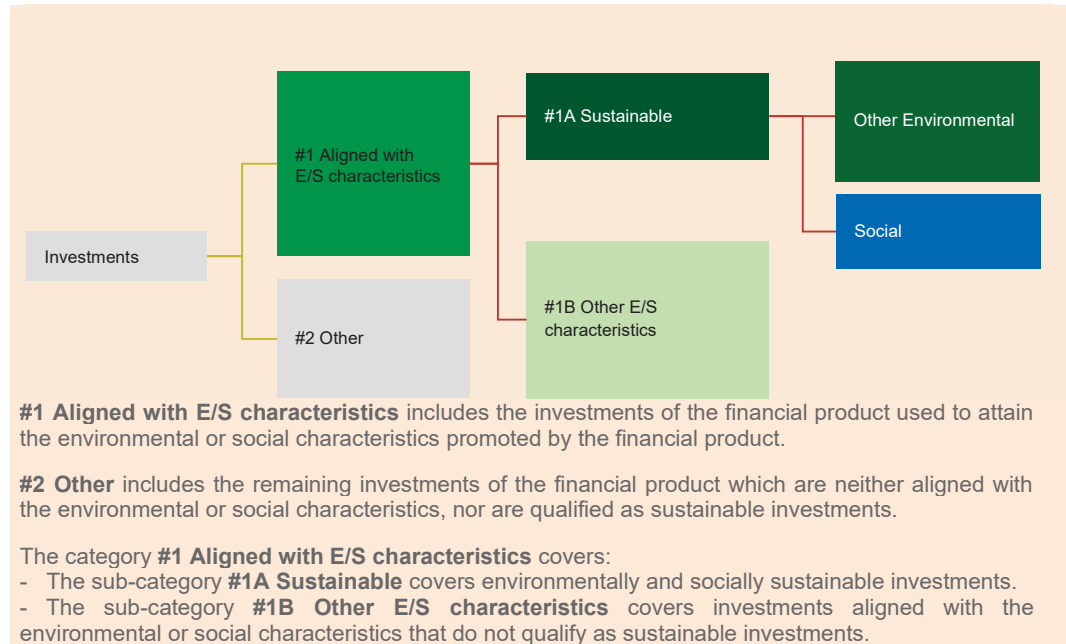 #1A Sustainable
Other Environmental
#1 Aligned with
E/S characteristics
Social
Investments
#1B Other E/S
characteristics
#2 Other
#1 Aligned with E/S characteristics includes the investments of the financial product used to attain
the environmental or social characteristics promoted by the financial product.
#2 Other includes the remaining investments of the financial product which are neither aligned with
the environmental or social characteristics, nor are qualified as sustainable investments.
The category #1 Aligned with E/S characteristics covers:
- The sub-category #1A Sustainable covers environmentally and socially sustainable investments.
- The sub-category #1B Other E/S characteristics covers investments aligned with the
environmental or social characteristics that do not qualify as sustainable investments.